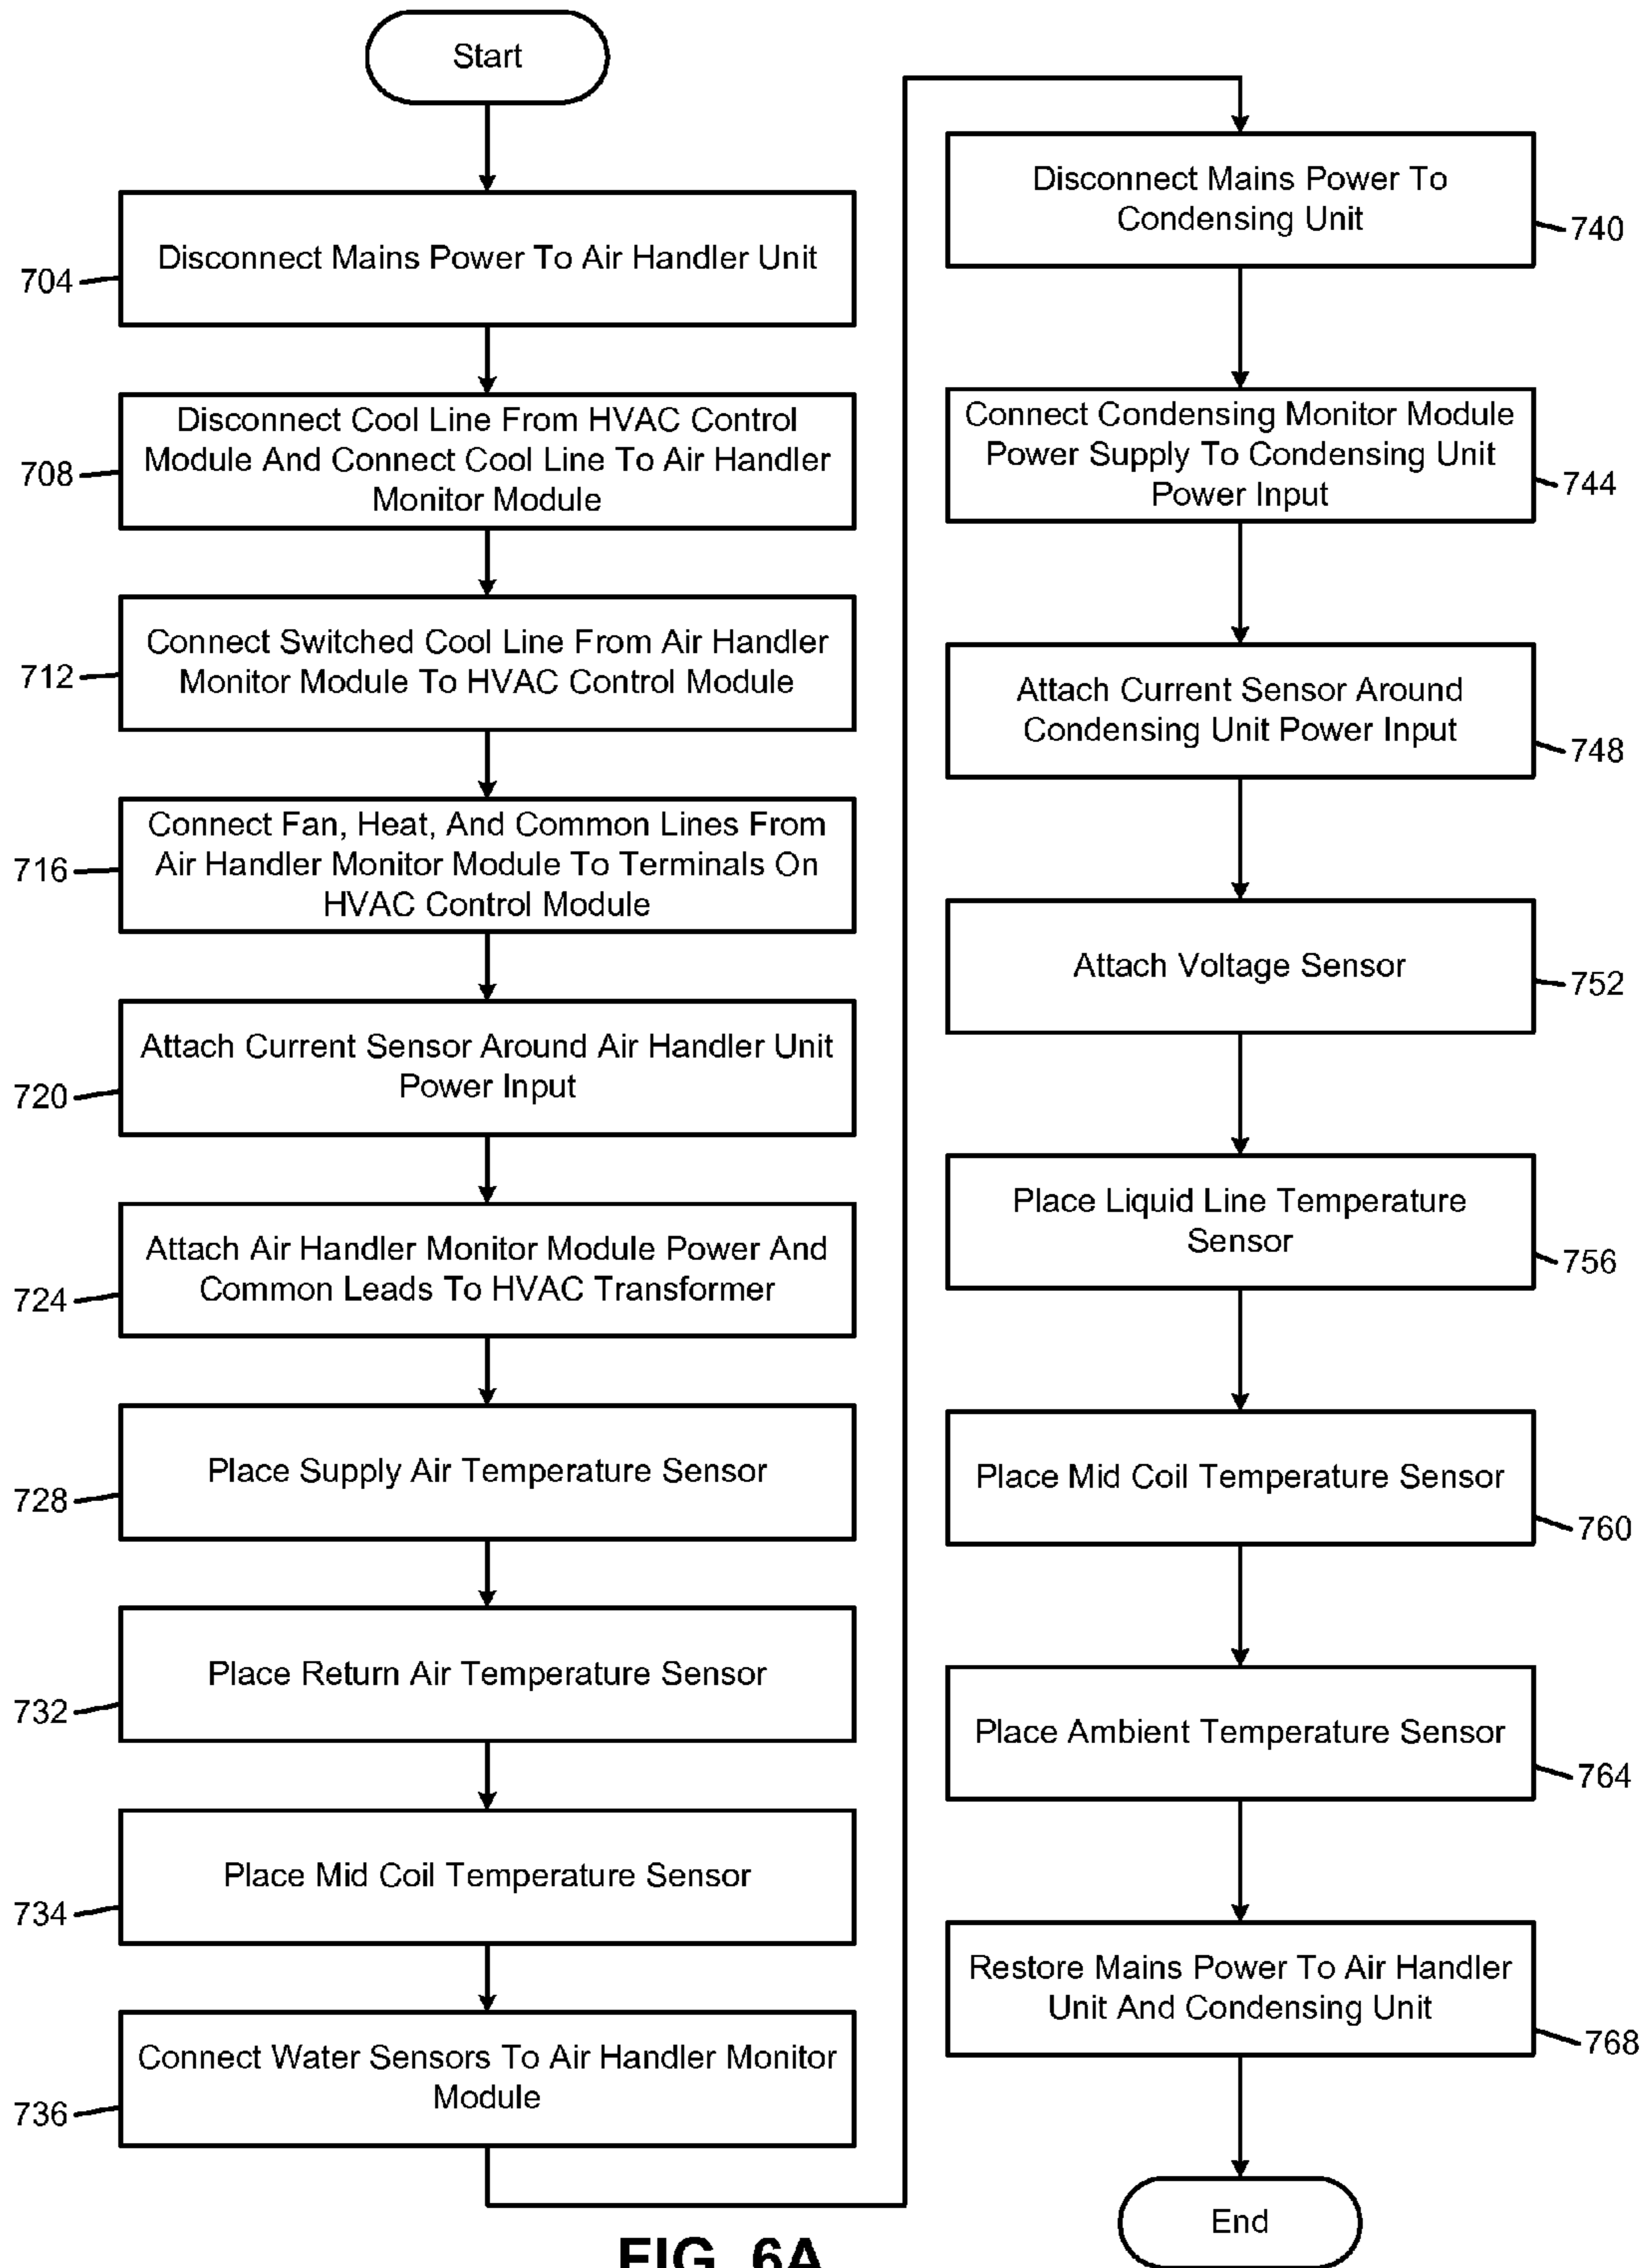 Start
704
Disconnect Mains Power To Air Handler Unit
708
Disconnect Cool Line From HVAC Control
Module And Connect Cool Line To Air Handler
Monitor Module
712
Connect Switched Cool Line From Air Handler
Monitor Module To HVAC Control Module
716
Connect Fan, Heat, And Common Lines From
Air Handler Monitor Module To Terminals On
HVAC Control Module
720
Attach Current Sensor Around Air Handler Unit
Power Input
724
Attach Air Handler Monitor Module Power And
Common Leads To HVAC Transformer
728
Place Supply Air Temperature Sensor
732
Place Return Air Temperature Sensor
734
Place Mid Coil Temperature Sensor
736
Connect Water Sensors To Air Handler Monitor
Module
Disconnect Mains Power To
Condensing Unit
740
Connect Condensing Monitor Module
Power Supply To Condensing Unit
Power Input
744
Attach Current Sensor Around
Condensing Unit Power Input
748
Attach Voltage Sensor
752
Place Liquid Line Temperature
Sensor
756
Place Mid Coil Temperature Sensor
760
Place Ambient Temperature Sensor
764
Restore Mains Power To Air Handler
Unit And Condensing Unit
768
End
FIG. 6A